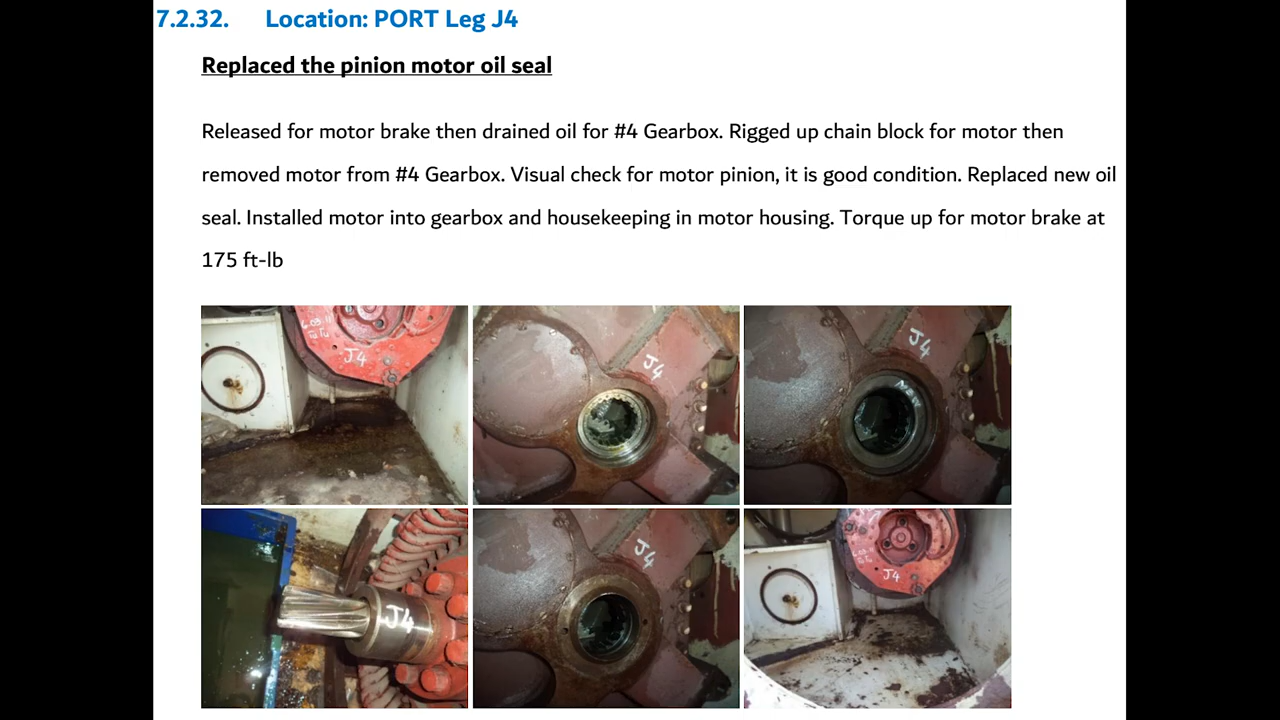 7.2.32. Location: PORT Leg J4
Replaced the pinion motor oil seal
Released for motor brake then drained oil for #4 Gearbox. Rigged up chain block for motor then
removed motor from #4 Gearbox. Visual check for motor pinion, it is good condition. Replaced new oil
seal. Installed motor into gearbox and housekeeping in motor housing. Torque up for motor brake at
175 ft-lb
J4
J4
J4
J4
J4
J4